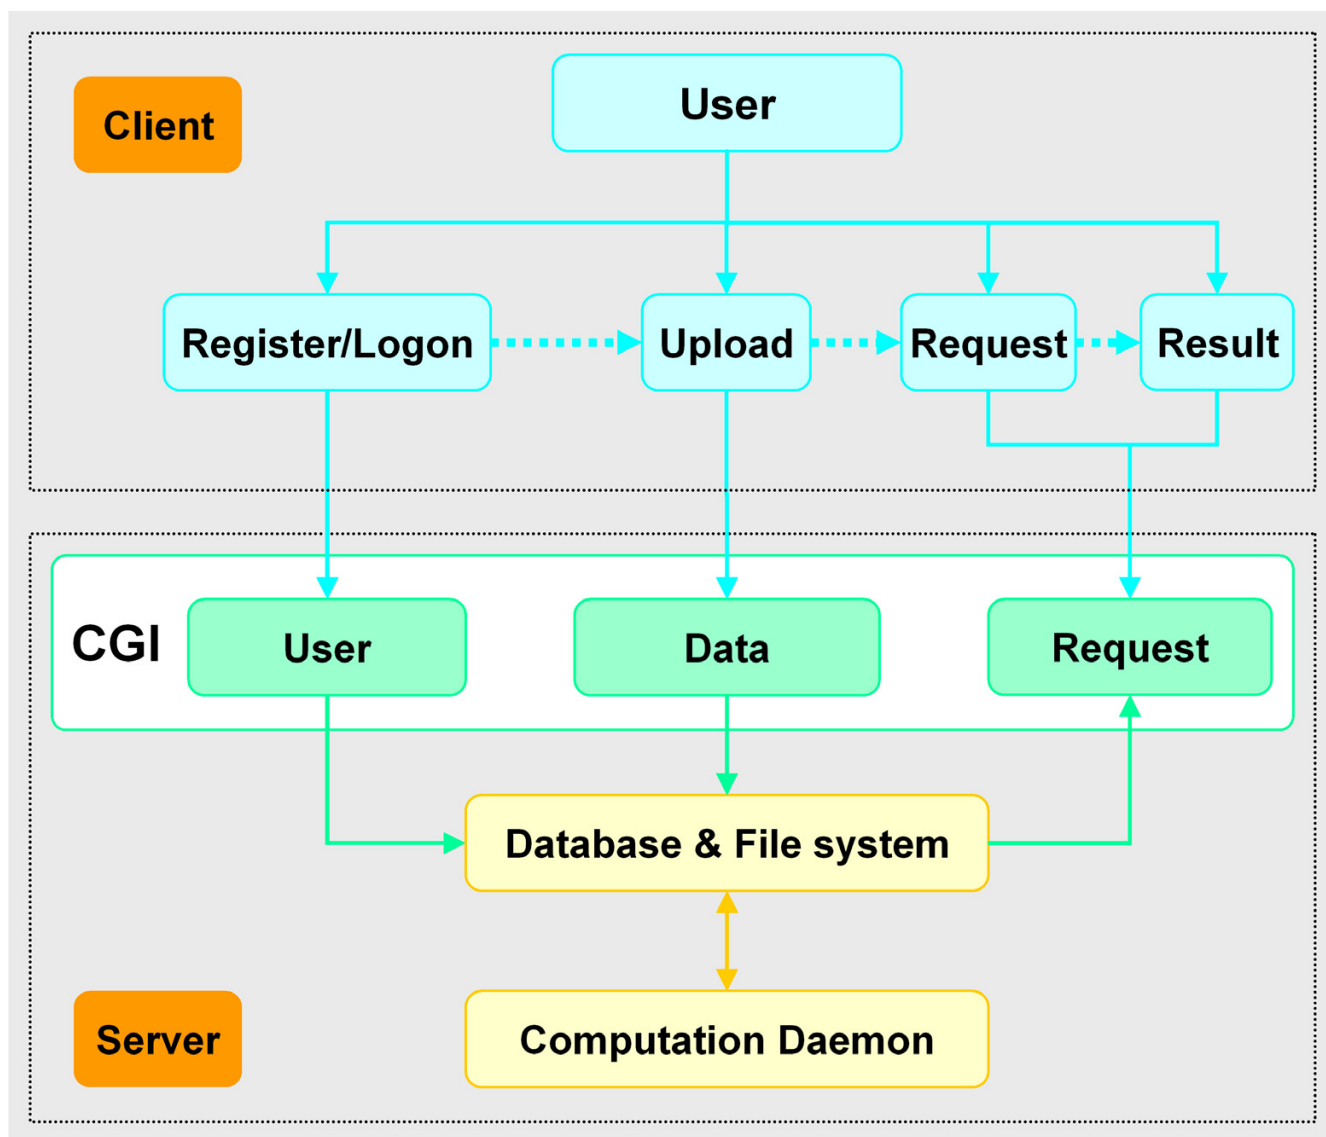 Client
User
Register/Logon
Upload
Request
Result
CGI
User
Data
Request
Database & File system
Server
Computation Daemon